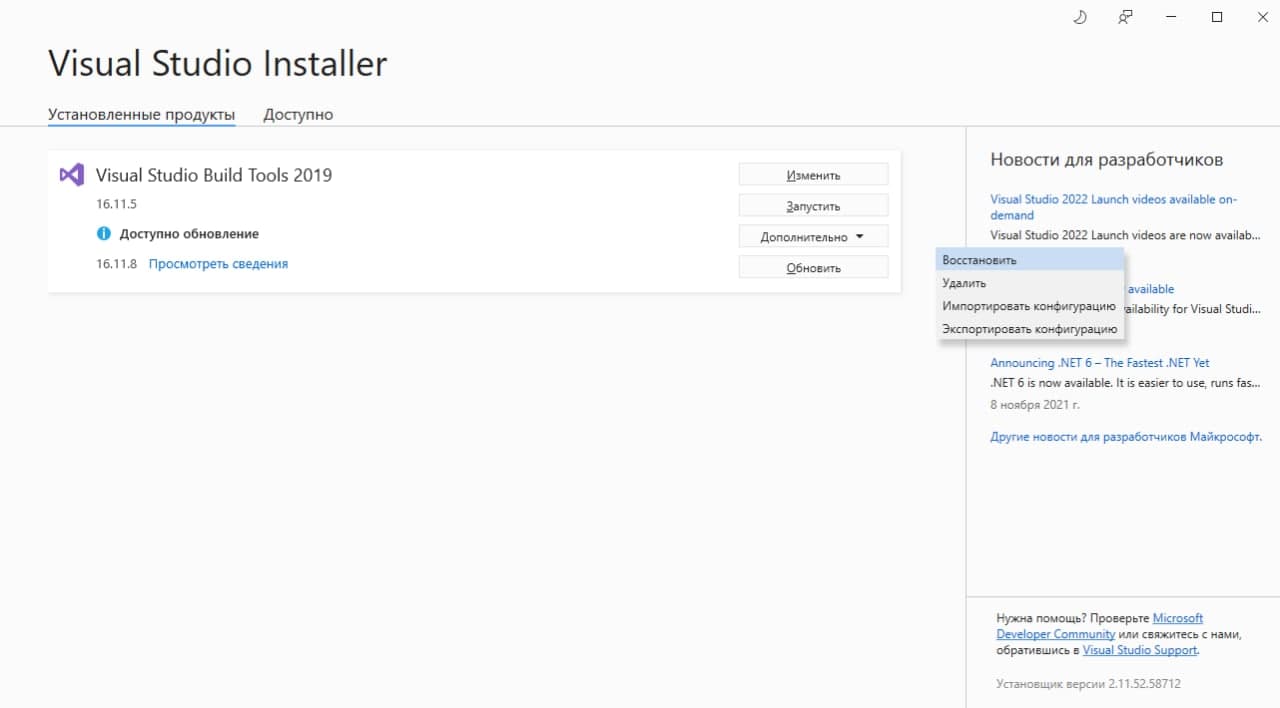 Visual Studio Installer
Установленные продукты
Доступно
Visual Studio Build Tools 2019
16.11.5
Доступно обновление
16.11.8 Просмотреть сведения
Изменить
Запустить
Дополнительно
Обновить
Восстановить
Удалить
Импортировать конфигурацию
Экспортировать конфигурацию
Новости для разработчиков
Visual Studio 2022 Launch videos available on-
demand
Visual Studio 2022 Launch videos are now availab...
available
ailability for Visual Studi...
Announcing .NET 6 – The Fastest .NET Yet
.NET 6 is now available. It is easier to use, runs fas...
8 ноября 2021 г.
Другие новости для разработчиков Майкрософт.
Нужна помощь? Проверьте Microsoft
Developer Community или свяжитесь с нами,
обратившись в Visual Studio Support.
Установщик версии 2.11.52.58712